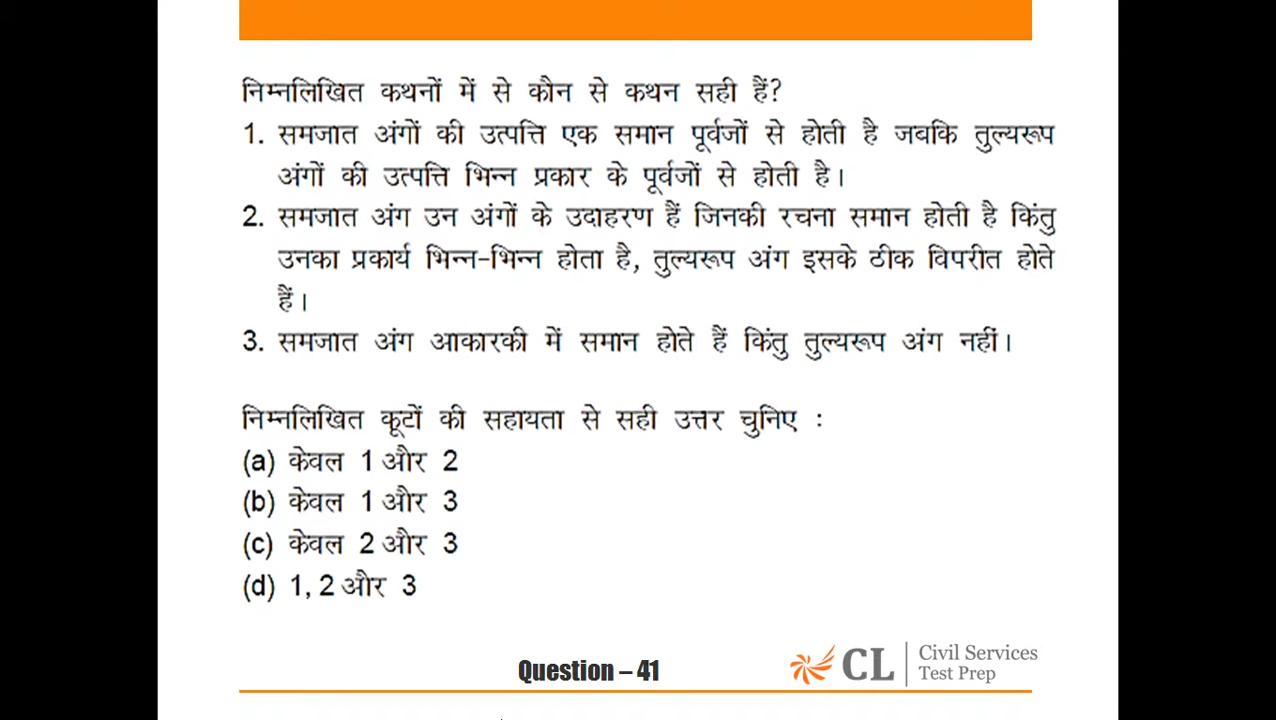 निम्नलिखित कथनों में से कौन से कथन सही हैं?
1. समजात अंगों की उत्पत्ति एक समान पूर्वजों से होती है जबकि तुल्यरूप
अंगों की उत्पत्ति भिन्न प्रकार के पूर्वजों से होती है।
2. समजात अंग उन अंगों के उदाहरण हैं जिनकी रचना समान होती है किंतु
उनका प्रकार्य भिन्न-भिन्न होता है, तुल्यरूप अंग इसके ठीक विपरीत होते
हैं।
3. समजात अंग आकारकी में समान होते हैं किंतु तुल्यरूप अंग नहीं।
निम्नलिखित कूटों की सहायता से सही उत्तर चुनिए :
(a) केवल 1 और 2
(b) केवल 1 और 3
(c) केवल 2 और 3
(d) 1, 2 और 3
Question – 41
CL
Civil Services
Test Prep